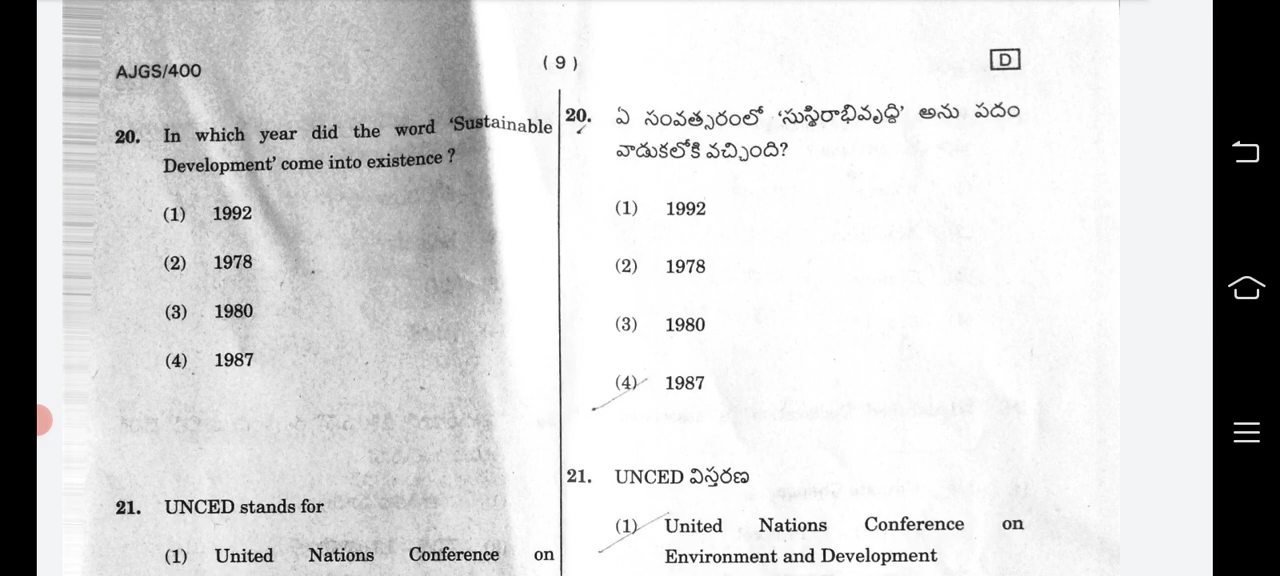 AJGS/400
( 9 )
D
20. In which year did the word 'Sustainable
Development' come into existence ?
(1) 1992
(2) 1978
(3) 1980
(4) 1987
21. UNCED stands for
(1) United Nations Conference on
20. ఏ సంవత్సరంలో 'సుస్థిరాభివృద్ధి' అను పదం
వాడుకలోకి వచ్చింది?
(1) 1992
(2) 1978
(3) 1980
(4) 1987
21. UNCED విస్తరణ
(1) United Nations Conference on
Environment and Development